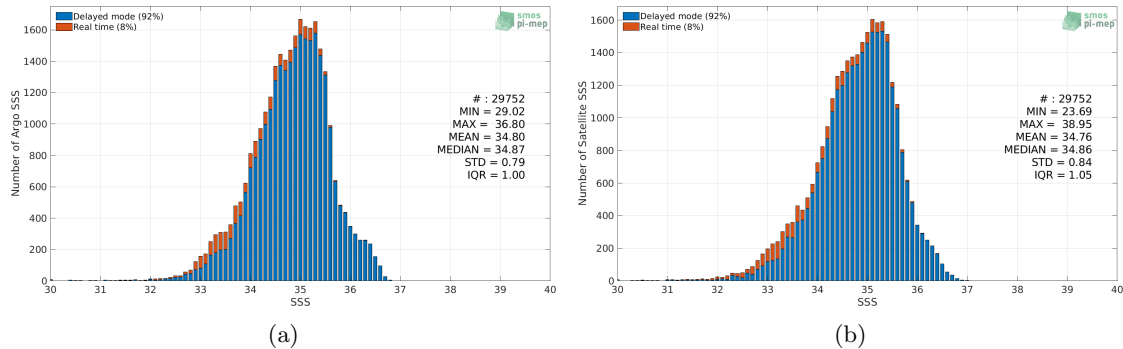 Delayed mode (92%)
Real time (8%)
smos
pi-mep
Number of Argo SSS
1600
1400
1200
1000
800
600
400
200
0
# : 29752
MIN = 29.02
MAX = 36.80
MEAN = 34.80
MEDIAN = 34.87
STD = 0.79
IQR = 1.00
30 31 32 33 34 35 36 37 38 39 40
SSS
(a)
Delayed mode (92%)
Real time (8%)
smos
pi-mep
Number of Satellite SSS
1600
1400
1200
1000
800
600
400
200
0
# : 29752
MIN = 23.69
MAX = 38.95
MEAN = 34.76
MEDIAN = 34.86
STD = 0.84
IQR = 1.05
30 31 32 33 34 35 36 37 38 39 40
SSS
(b)